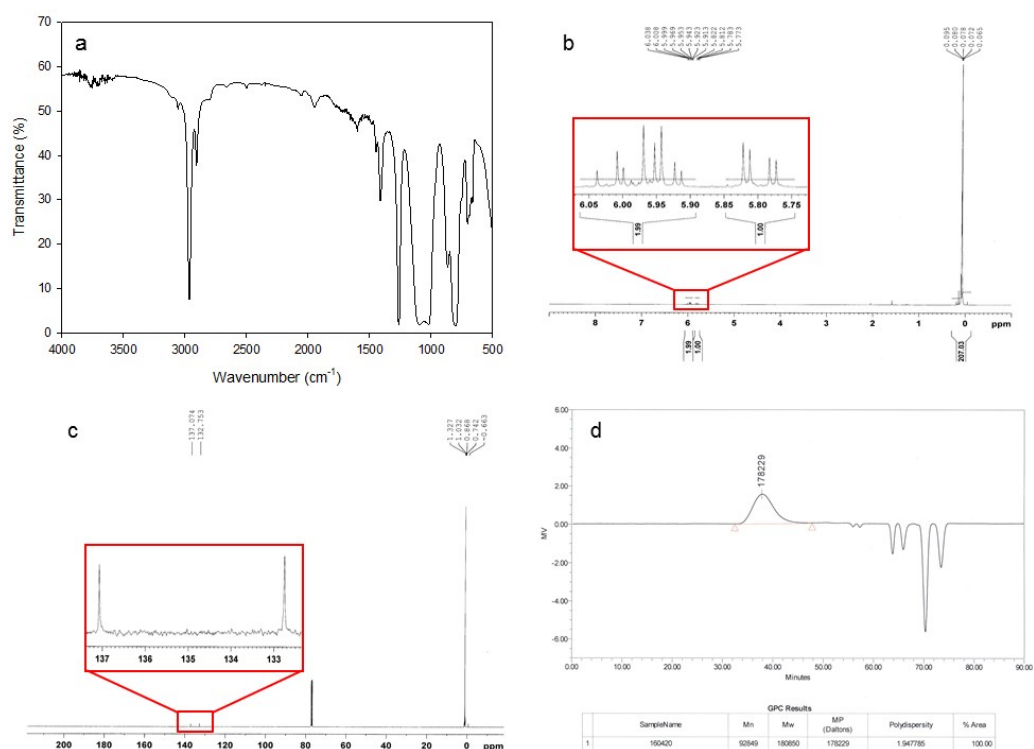 a
70
60
50
40
30
20
10
0
Transmittance (%)
4000 3000 2000 1500 1000 500
Wavenumber (cm-1)
b
6.038
6.008
5.999
5.969
5.953
5.943
5.923
5.913
5.822
5.812
5.783
5.773
0.095
0.080
0.078
0.072
0.065
6.05 6.00 5.95 5.90 5.85 5.80 5.75
1.99 1.00
8 7 6 5 4 3 2 1 0 ppm
1.99 1.00 207.03
c
137.074
132.753
1.327
1.032
0.868
0.742
-0.663
137 136 135 134 133
200 180 160 140 120 100 80 60 40 20 0 ppm
d
178229
6.00
4.00
2.00
0.00
-2.00
-4.00
-6.00
MV
0.00 10.00 20.00 30.00 40.00 50.00 60.00 70.00 80.00 90.00
Minutes
GPC Results
SampleName Mn Mw MP (Daltons) Polydispersity % Area
1 160420 92849 180850 178229 1.947785 100.00